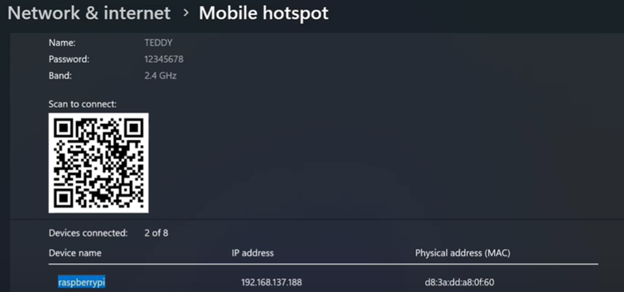 Network & internet > Mobile hotspot
Name: TEDDY
Password: 12345678
Band: 2.4 GHz
Scan to connect:
Devices connected: 2 of 8
Device name IP address Physical address (MAC)
raspberrypi 192.168.137.188 d8:3a:dd:a8:0f:60